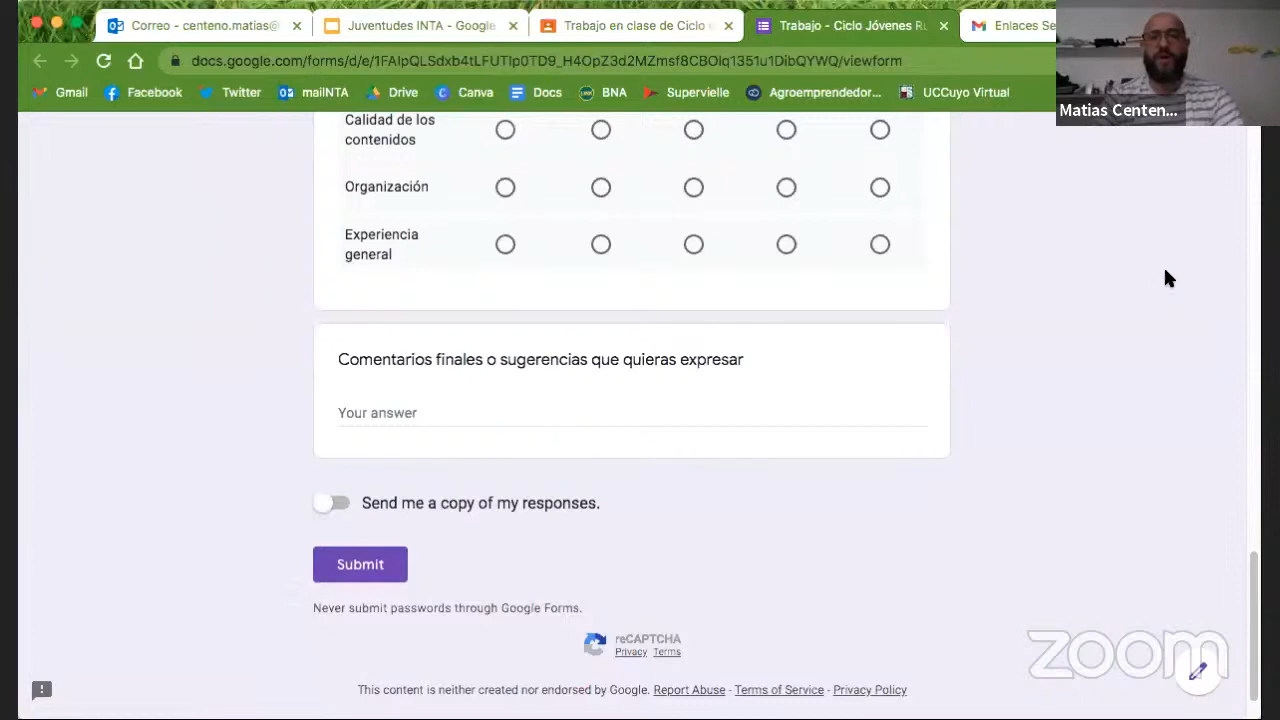 Correo - centeno.matias@
Juventudes INTA - Google
Trabajo en clase de Ciclo
Trabajo - Ciclo Jóvenes Ru
Enlaces Se
docs.google.com/forms/d/e/1FAIpQLSdxb4tLFUTlp0TD9_H4OpZ3d2MZmsf8CBOlq1351u1DibQYWQ/viewform
Gmail
Facebook
Twitter
mailNTA
Drive
Canva
Docs
BNA
Supervielle
Agroemprendedor...
UCCuyo Virtual
Matias Centen...
Calidad de los
contenidos
Organización
Experiencia
general
Comentarios finales o sugerencias que quieras expresar
Your answer
Send me a copy of my responses.
Submit
Never submit passwords through Google Forms.
reCAPTCHA
Privacy Terms
zoom
This content is neither created nor endorsed by Google. Report Abuse - Terms of Service - Privacy Policy